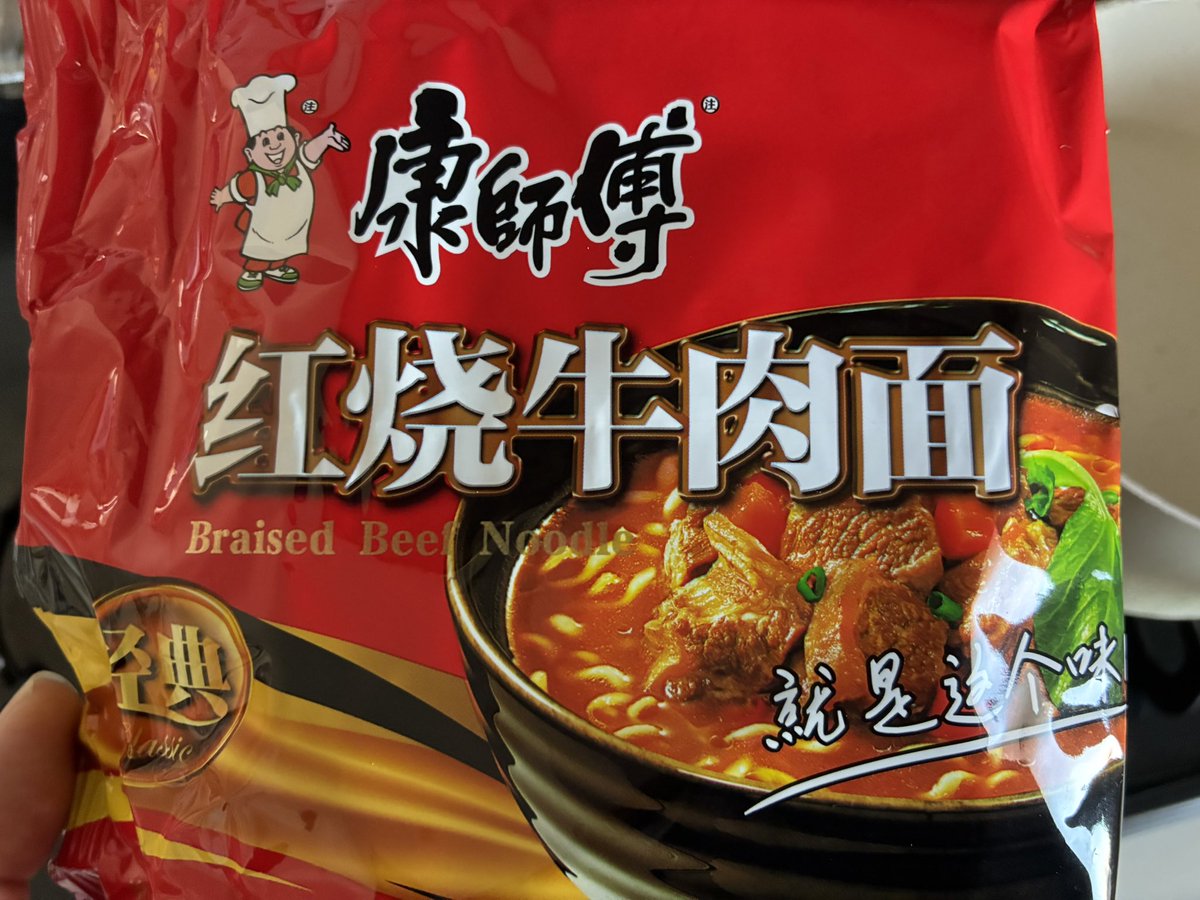 康師傅
红烧牛肉面
Braised Beef Noodle
经典
Classic
就是这个味